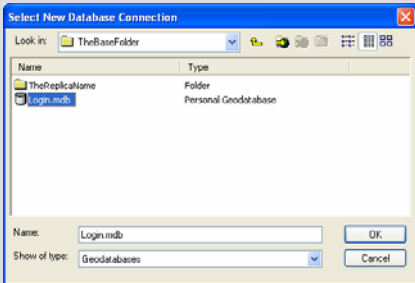 Select New Database Connection
Look in: TheBaseFolder
Name Type
TheReplicaName Folder
Login.mdb Personal Geodatabase
Name: Login.mdb OK
Show of type: Geodatabases Cancel